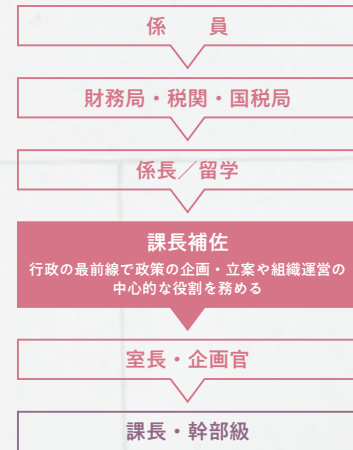 係　員
財務局・税関・国税局
係長／留学
課長補佐
行政の最前線で政策の企画・立案や組織運営の
中心的な役割を務める
室長・企画官
課長・幹部級